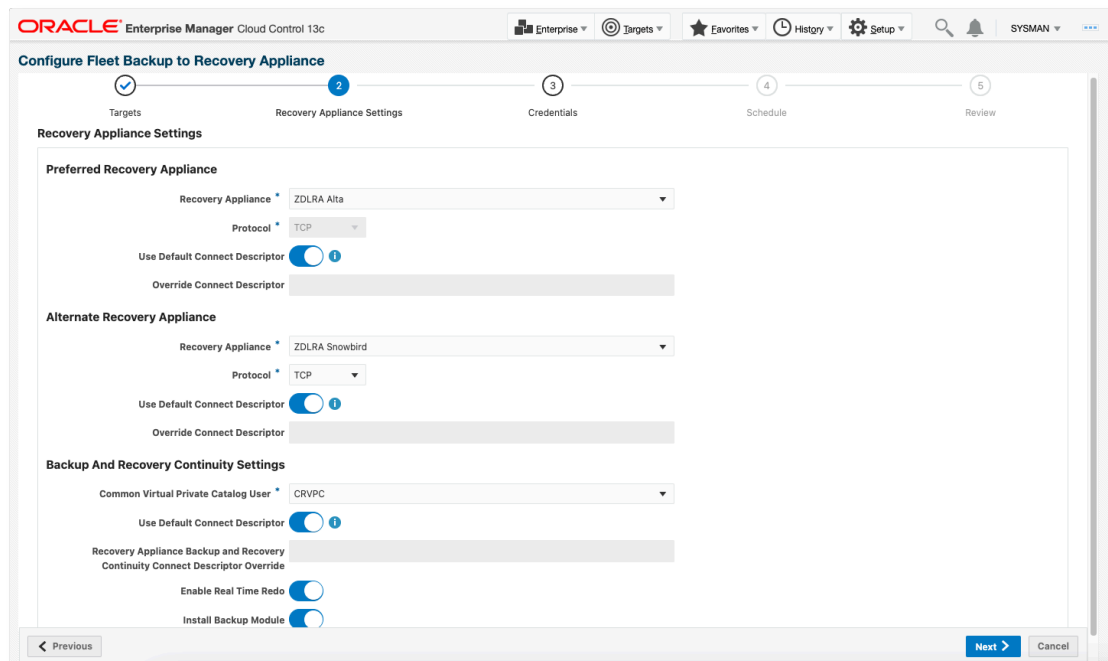 ORACLE Enterprise Manager Cloud Control 13c Enterprise Targets Favorites History Setup SYSMAN
Configure Fleet Backup to Recovery Appliance
2 3 4 5
Targets Recovery Appliance Settings Credentials Schedule Review
Recovery Appliance Settings
Preferred Recovery Appliance
Recovery Appliance * ZDLRA Alta
Protocol * TCP
Use Default Connect Descriptor i
Override Connect Descriptor
Alternate Recovery Appliance
Recovery Appliance * ZDLRA Snowbird
Protocol * TCP
Use Default Connect Descriptor i
Override Connect Descriptor
Backup And Recovery Continuity Settings
Common Virtual Private Catalog User * CRVPC
Use Default Connect Descriptor i
Recovery Appliance Backup and Recovery
Continuity Connect Descriptor Override
Enable Real Time Redo
Install Backup Module
Previous Next Cancel